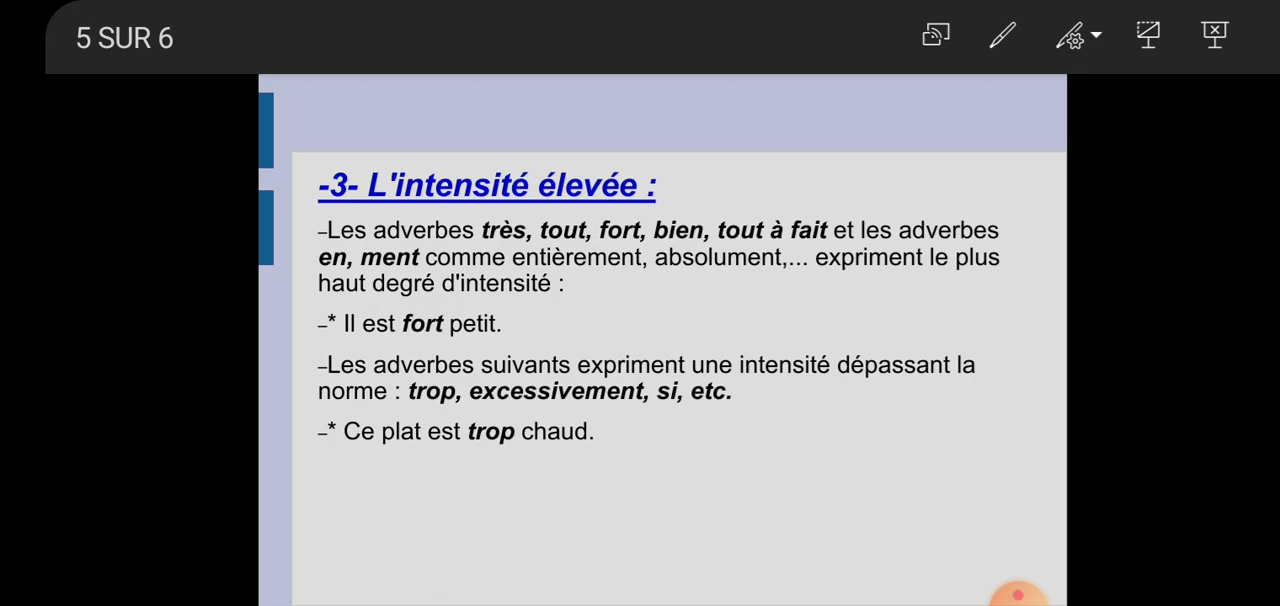 5 SUR 6
-3- L'intensité élevée :
–Les adverbes très, tout, fort, bien, tout à fait et les adverbes
en, ment comme entièrement, absolument,... expriment le plus
haut degré d'intensité :
–* Il est fort petit.
–Les adverbes suivants expriment une intensité dépassant la
norme : trop, excessivement, si, etc.
–* Ce plat est trop chaud.